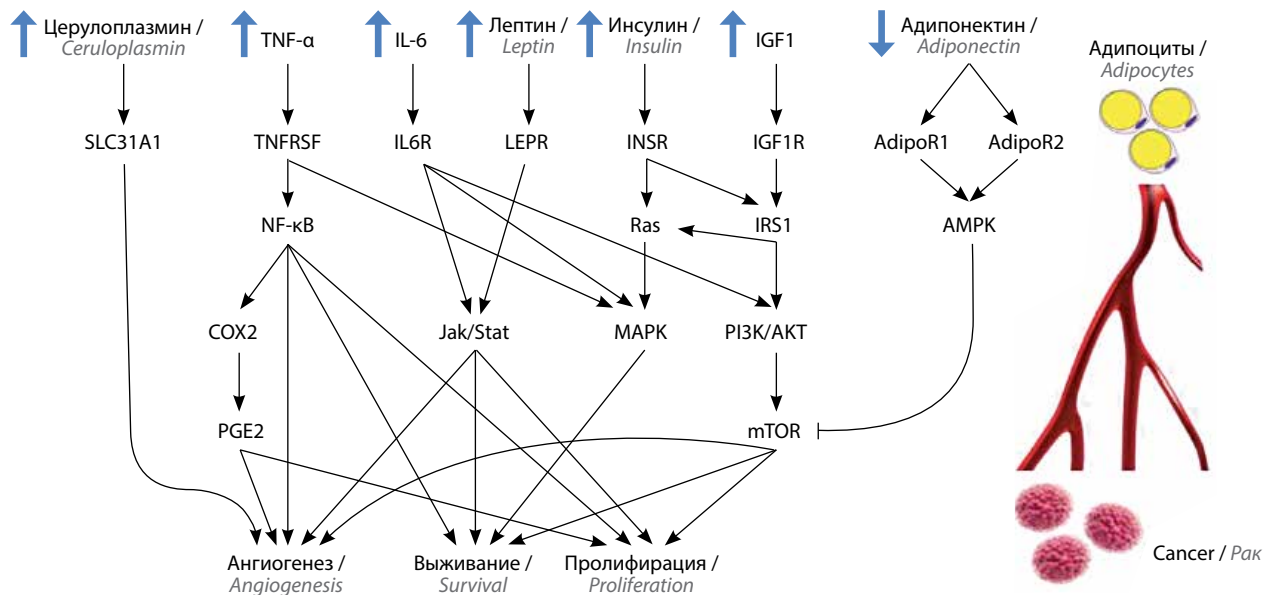 Церулоплазмин /
Ceruloplasmin
TNF-α
IL-6
Лептин /
Leptin
Инсулин /
Insulin
IGF1
Адипонектин /
Adiponectin
Адипоциты /
Adipocytes
SLC31A1
TNFRSF
IL6R
LEPR
INSR
IGF1R
AdipoR1
AdipoR2
NF-κB
Ras
IRS1
AMPK
COX2
Jak/Stat
MAPK
PI3K/AKT
PGE2
mTOR
Ангиогенез /
Angiogenesis
Выживание /
Survival
Пролифирация /
Proliferation
Cancer / Рак